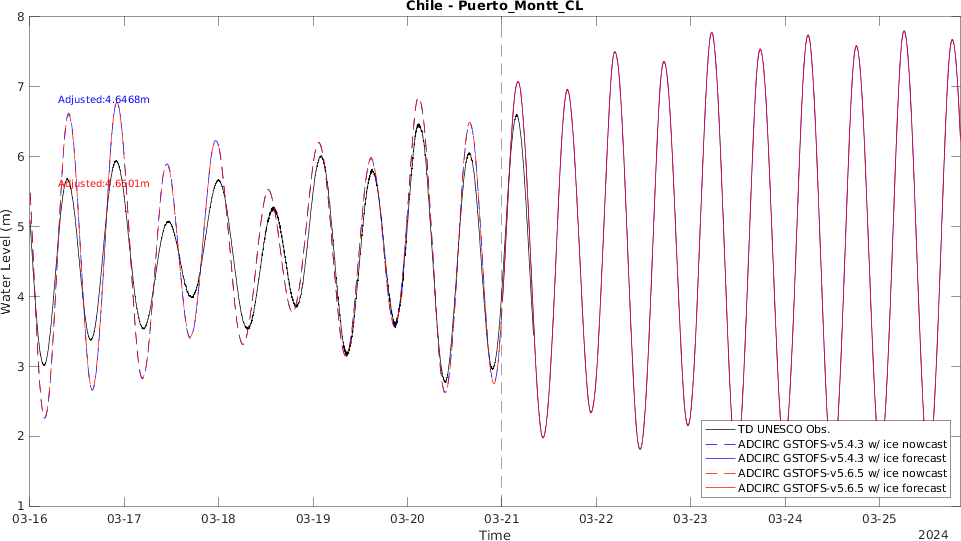 Chile - Puerto_Montt_CL
8
7
6
5
4
3
2
1
Water Level (m)
Adjusted:4.6468m
Adjusted:4.6501m
TD UNESCO Obs.
ADCIRC GSTOFS-v5.4.3 w/ ice nowcast
ADCIRC GSTOFS-v5.4.3 w/ ice forecast
ADCIRC GSTOFS-v5.6.5 w/ ice nowcast
ADCIRC GSTOFS-v5.6.5 w/ ice forecast
03-16 03-17 03-18 03-19 03-20 03-21 03-22 03-23 03-24 03-25
Time
2024